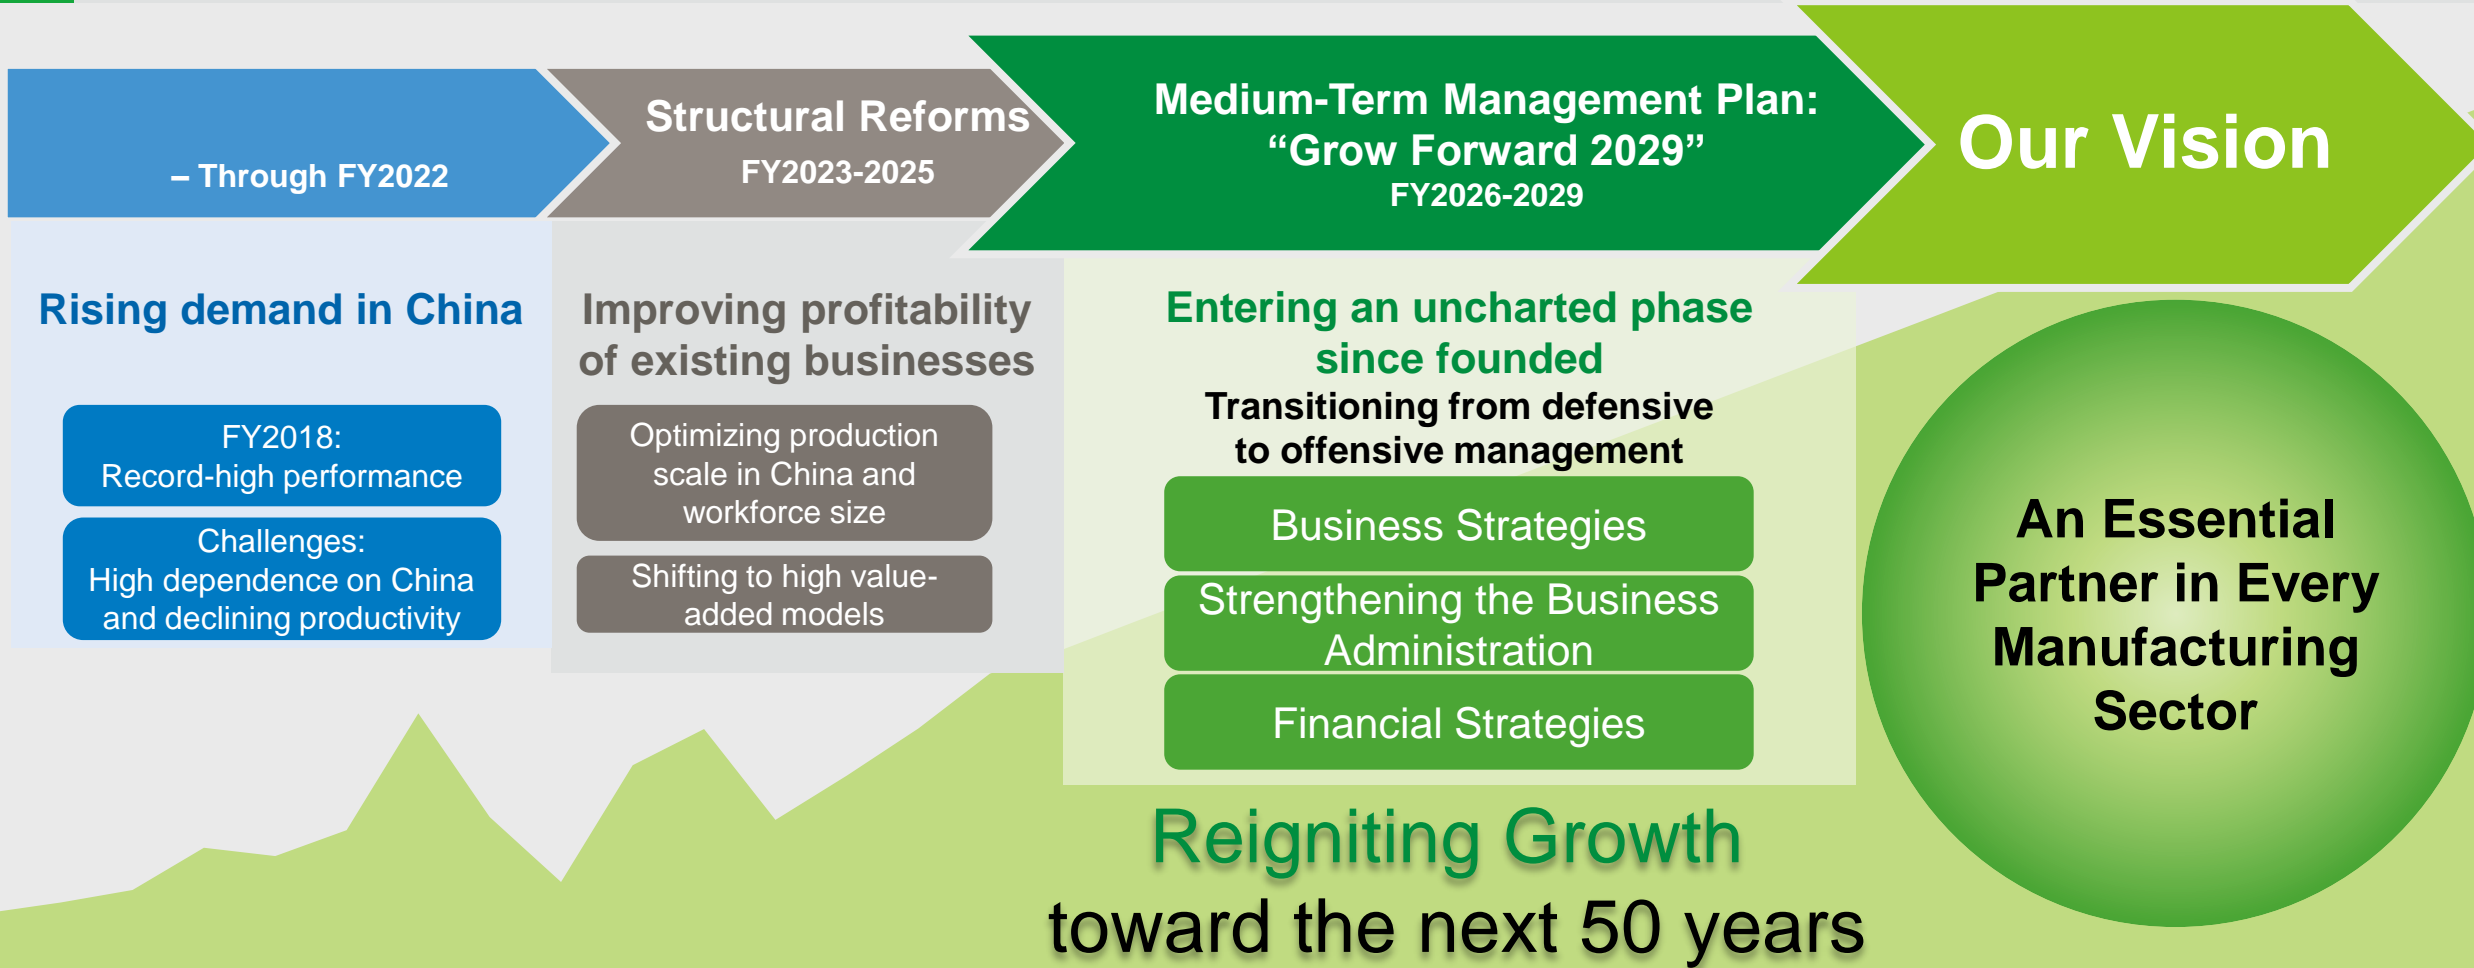 – Through FY2022
Rising demand in China
FY2018:
Record-high performance
Challenges:
High dependence on China
and declining productivity
Structural Reforms
FY2023-2025
Improving profitability
of existing businesses
Optimizing production
scale in China and
workforce size
Shifting to high value-
added models
Medium-Term Management Plan:
“Grow Forward 2029”
FY2026-2029
Entering an uncharted phase
since founded
Transitioning from defensive
to offensive management
Business Strategies
Strengthening the Business
Administration
Financial Strategies
Reigniting Growth
toward the next 50 years
Our Vision
An Essential
Partner in Every
Manufacturing
Sector